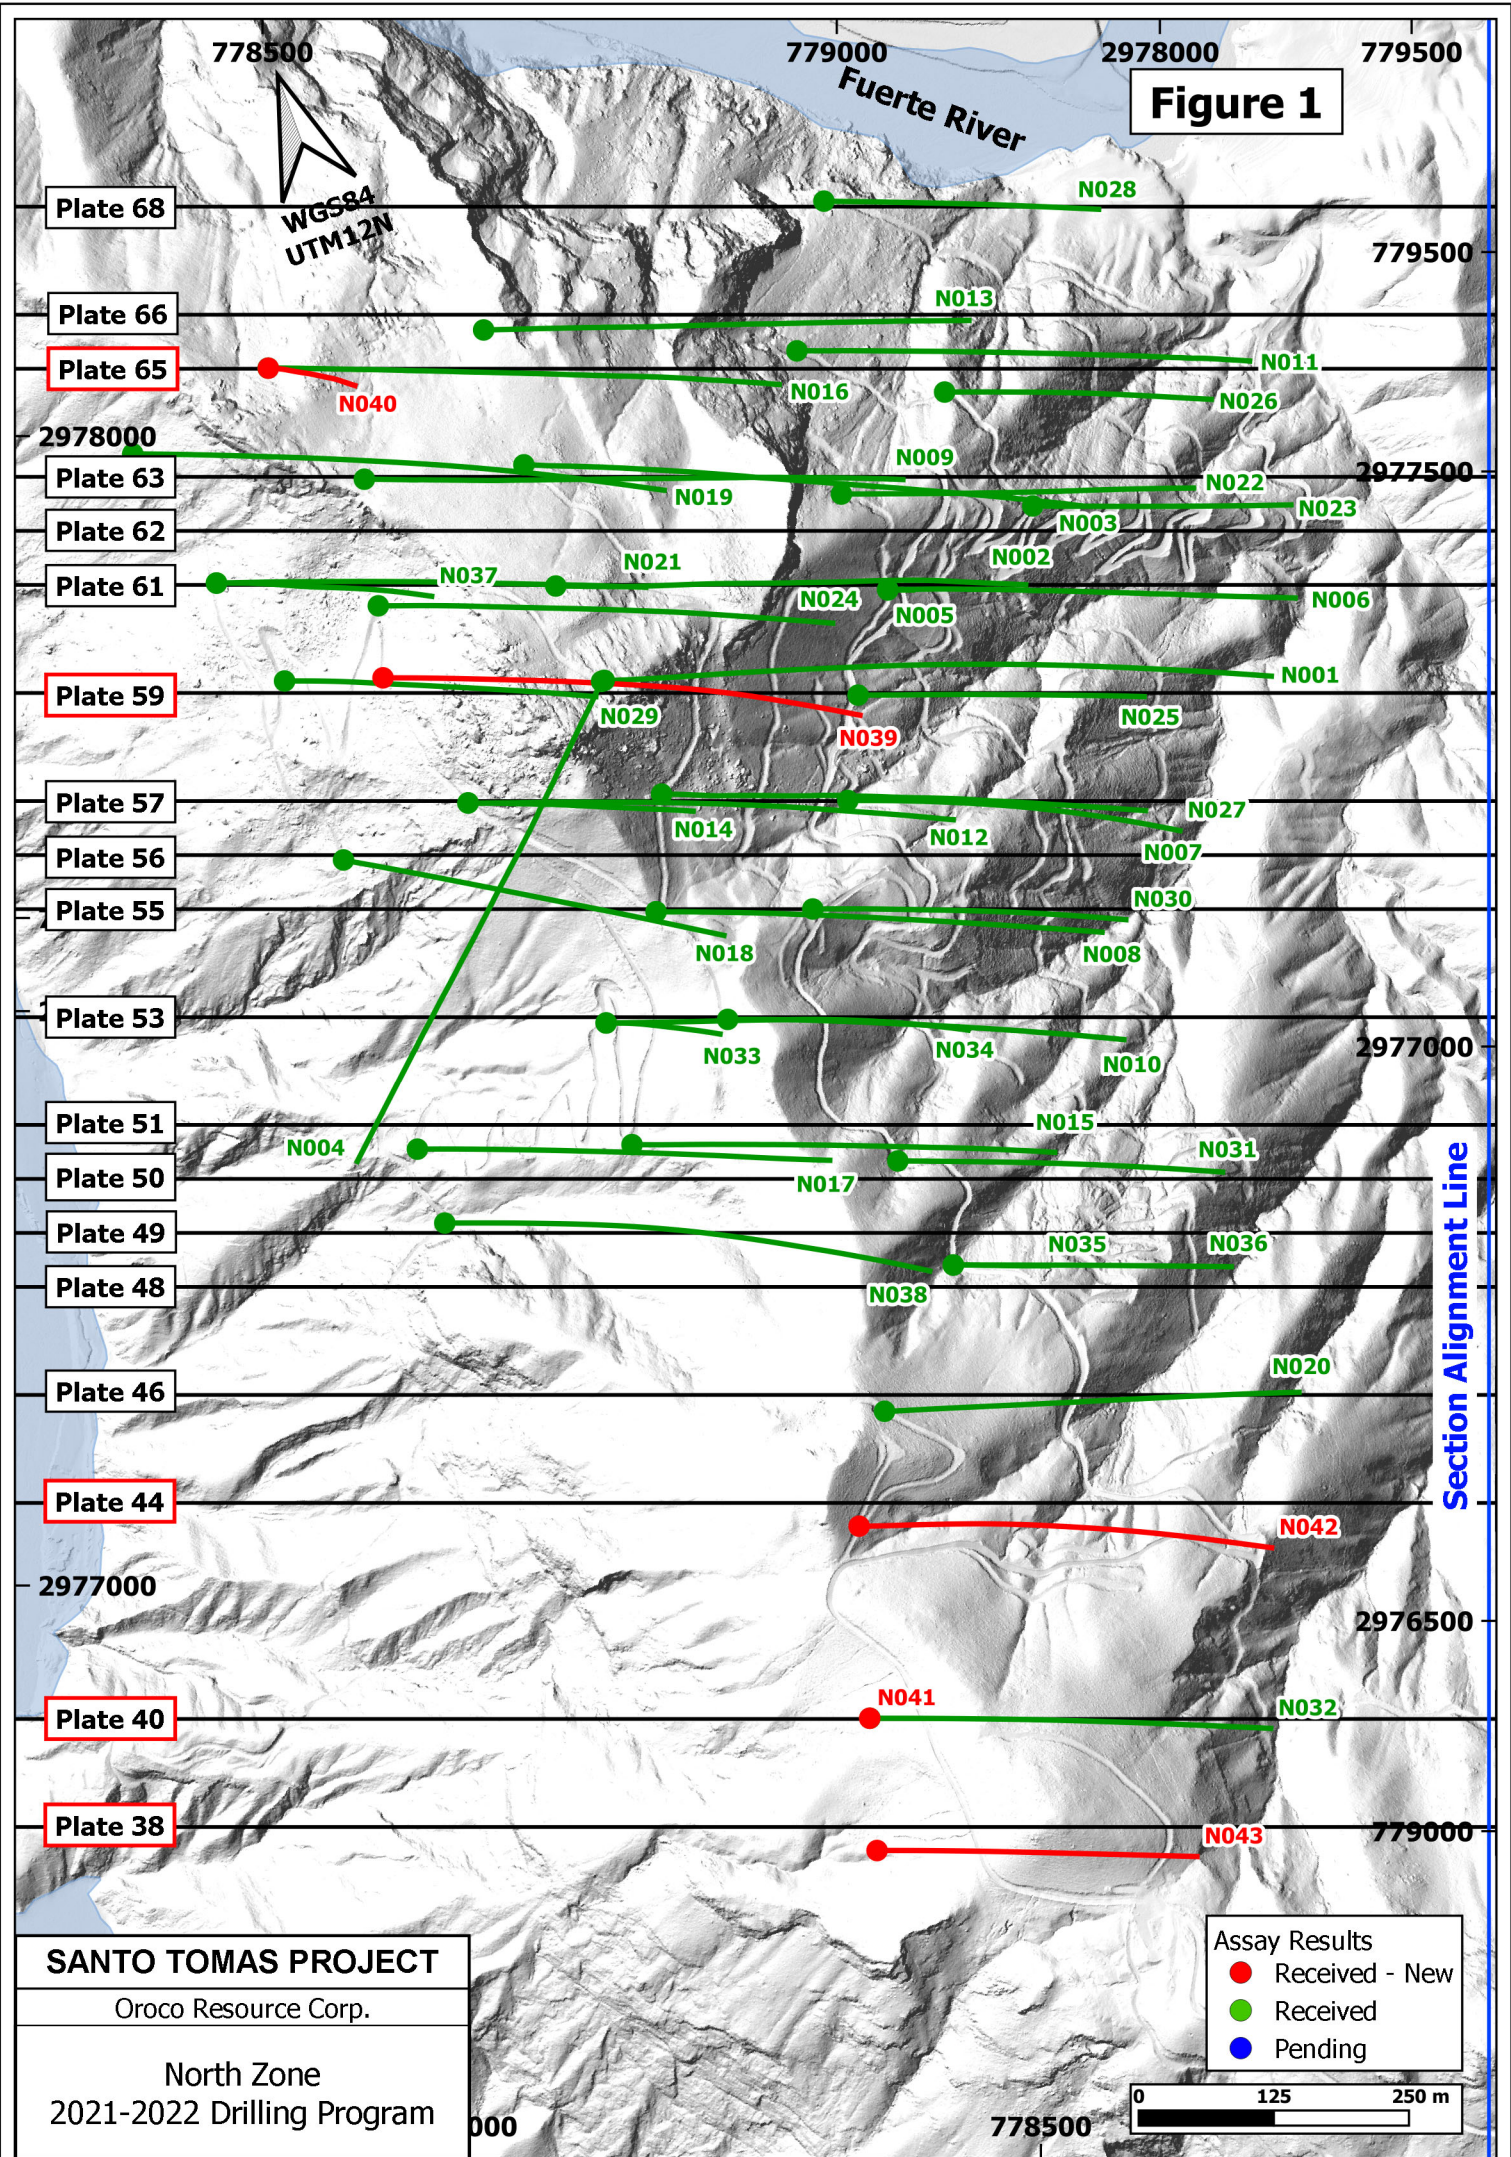 778500
779000
2978000
779500
Figure 1
Fuerte River
WGS84
UTM12N
Plate 68
N028
779500
Plate 66
N013
Plate 65
N011
N016
N040
N026
2978000
N009
2977500
Plate 63
N019
N022
N003
N023
Plate 62
N002
N021
N037
Plate 61
N024
N005
N006
N001
Plate 59
N029
N025
N039
Plate 57
N014
N012
N027
N007
Plate 56
N030
Plate 55
N018
N008
Plate 53
N033
N034
N010
2977000
Plate 51
N015
N004
N031
Plate 50
N017
Plate 49
N035
N036
Plate 48
N038
Section Alignment Line
N020
Plate 46
Plate 44
N042
2977000
2976500
N041
N032
Plate 40
Plate 38
N043
779000
SANTO TOMAS PROJECT
Oroco Resource Corp.
North Zone
2021-2022 Drilling Program
Assay Results
Received - New
Received
Pending
0 125 250 m
000
778500